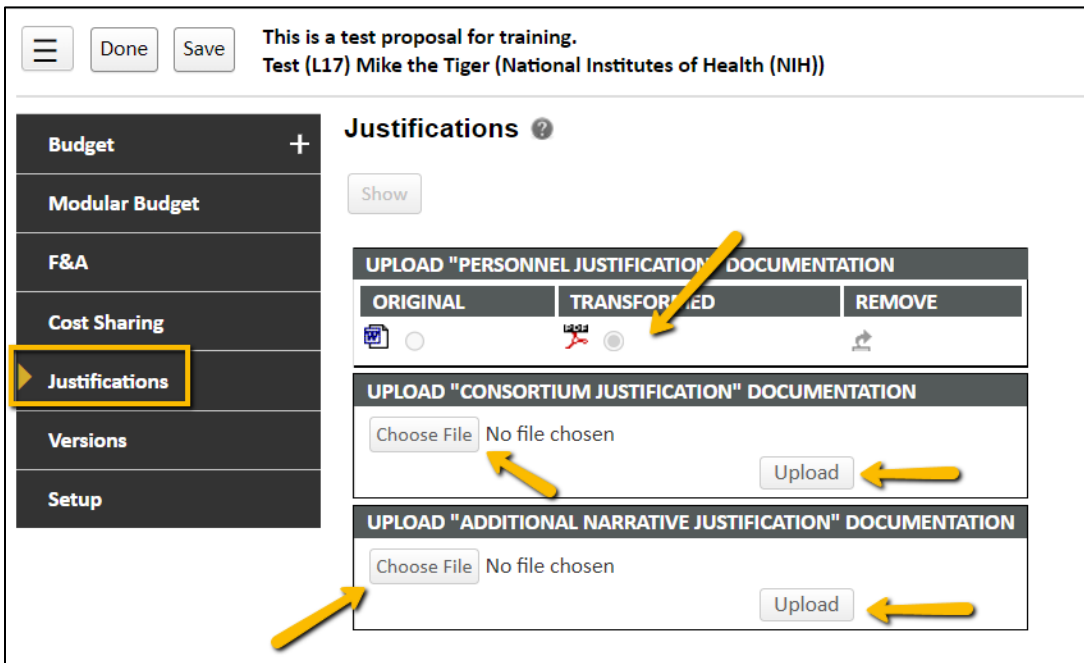 Done Save This is a test proposal for training.
Test (L17) Mike the Tiger (National Institutes of Health (NIH))
Budget +
Modular Budget
F&A
Cost Sharing
Justifications
Versions
Setup
Justifications ?
Show
UPLOAD "PERSONNEL JUSTIFICATION" DOCUMENTATION
ORIGINAL TRANSFORMED REMOVE
W PDF
UPLOAD "CONSORTIUM JUSTIFICATION" DOCUMENTATION
Choose File No file chosen
Upload
UPLOAD "ADDITIONAL NARRATIVE JUSTIFICATION" DOCUMENTATION
Choose File No file chosen
Upload